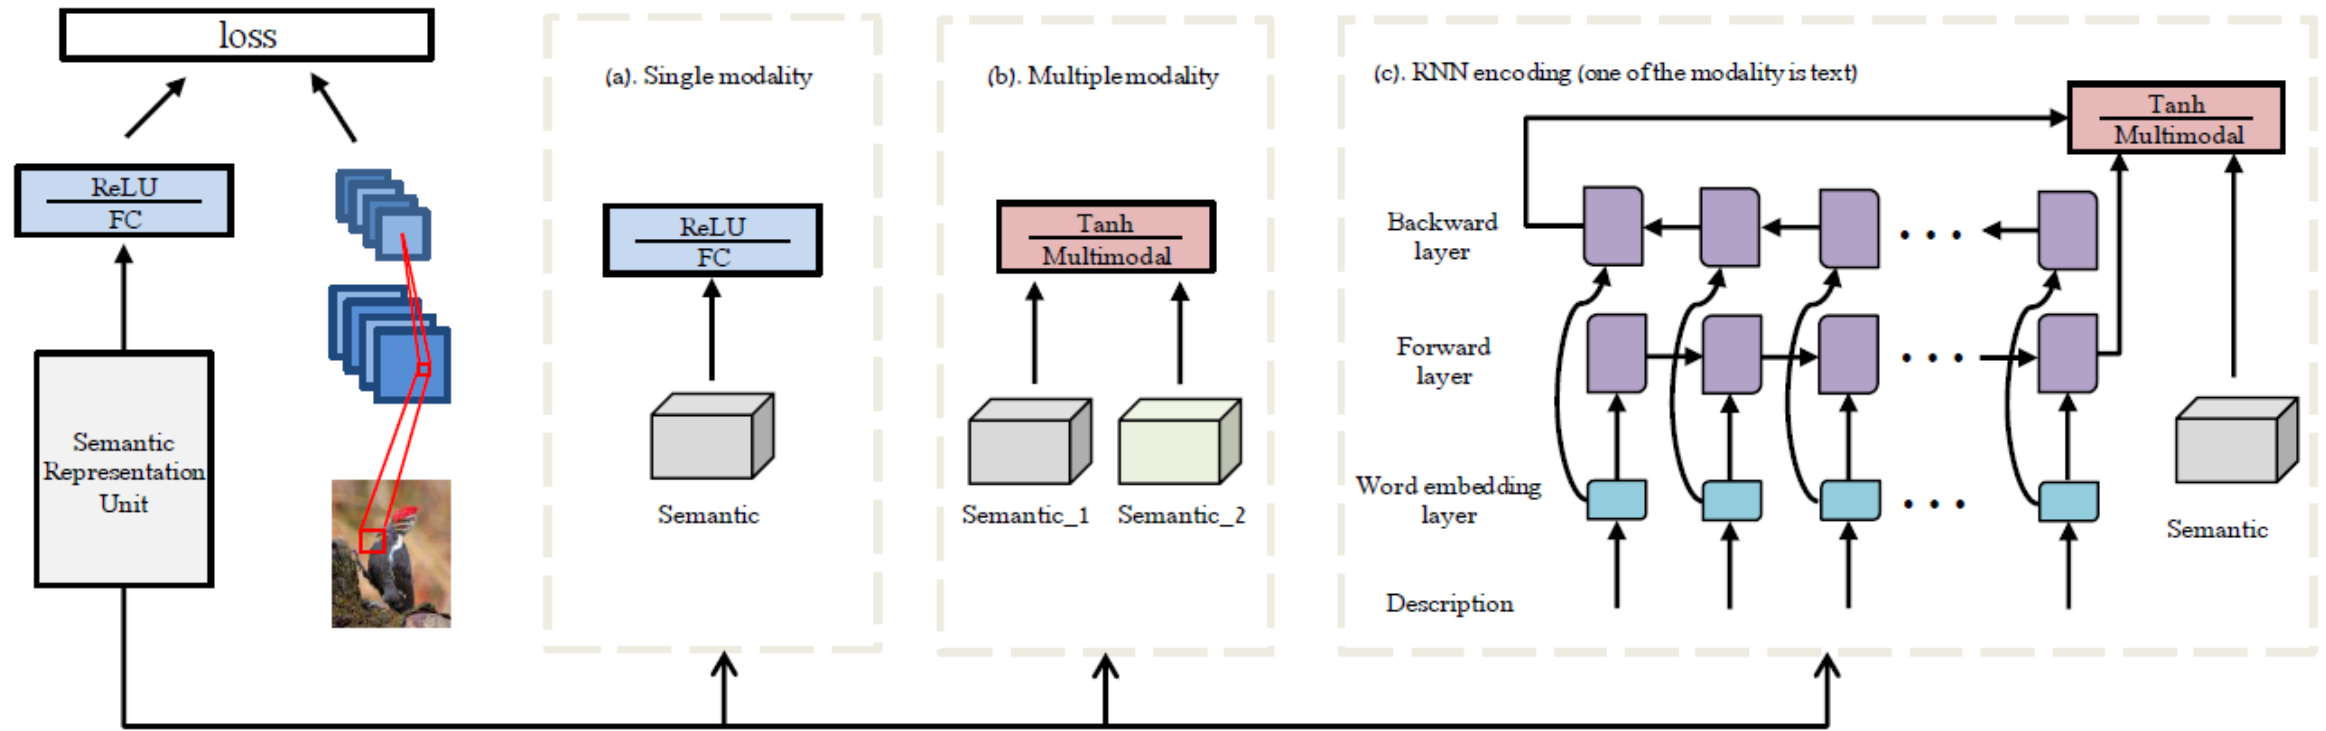 loss
ReLU
FC
Semantic
Representation
Unit
(a). Single modality
ReLU
FC
Semantic
(b). Multiple modality
Tanh
Multimodal
Semantic_1
Semantic_2
(c). RNN encoding (one of the modality is text)
Tanh
Multimodal
Backward
layer
Forward
layer
Word embedding
layer
Description
Semantic